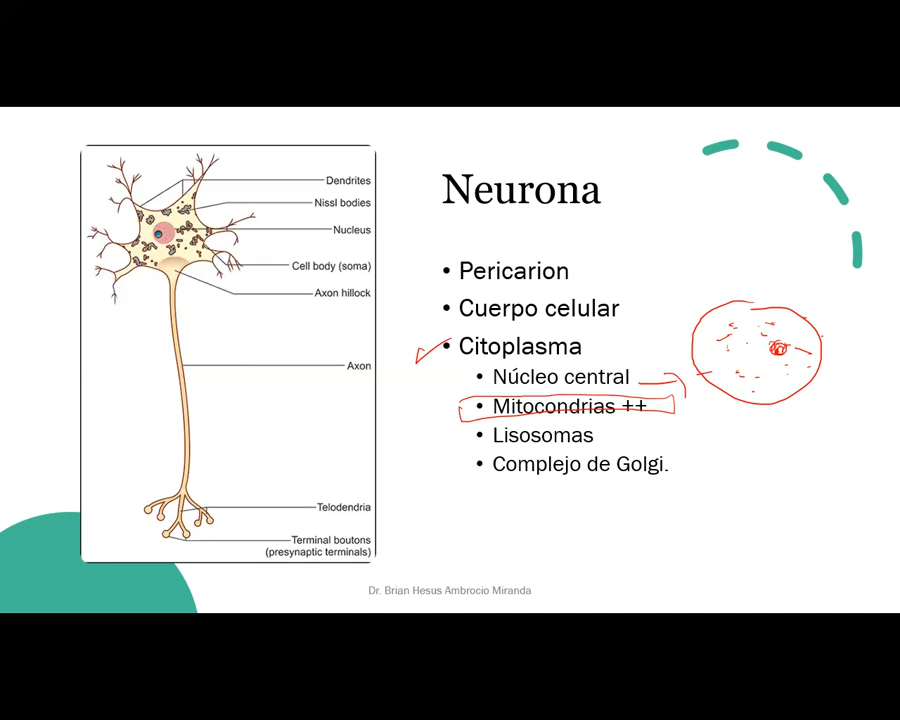 Dendrites
Nissl bodies
Nucleus
Cell body (soma)
Axon hillock
Axon
Telodendria
Terminal boutons
(presynaptic terminals)
Neurona
• Pericarion
• Cuerpo celular
• Citoplasma
• Núcleo central
• Mitocondrias ++
• Lisosomas
• Complejo de Golgi.
Dr. Brian Hesus Ambrocio Miranda